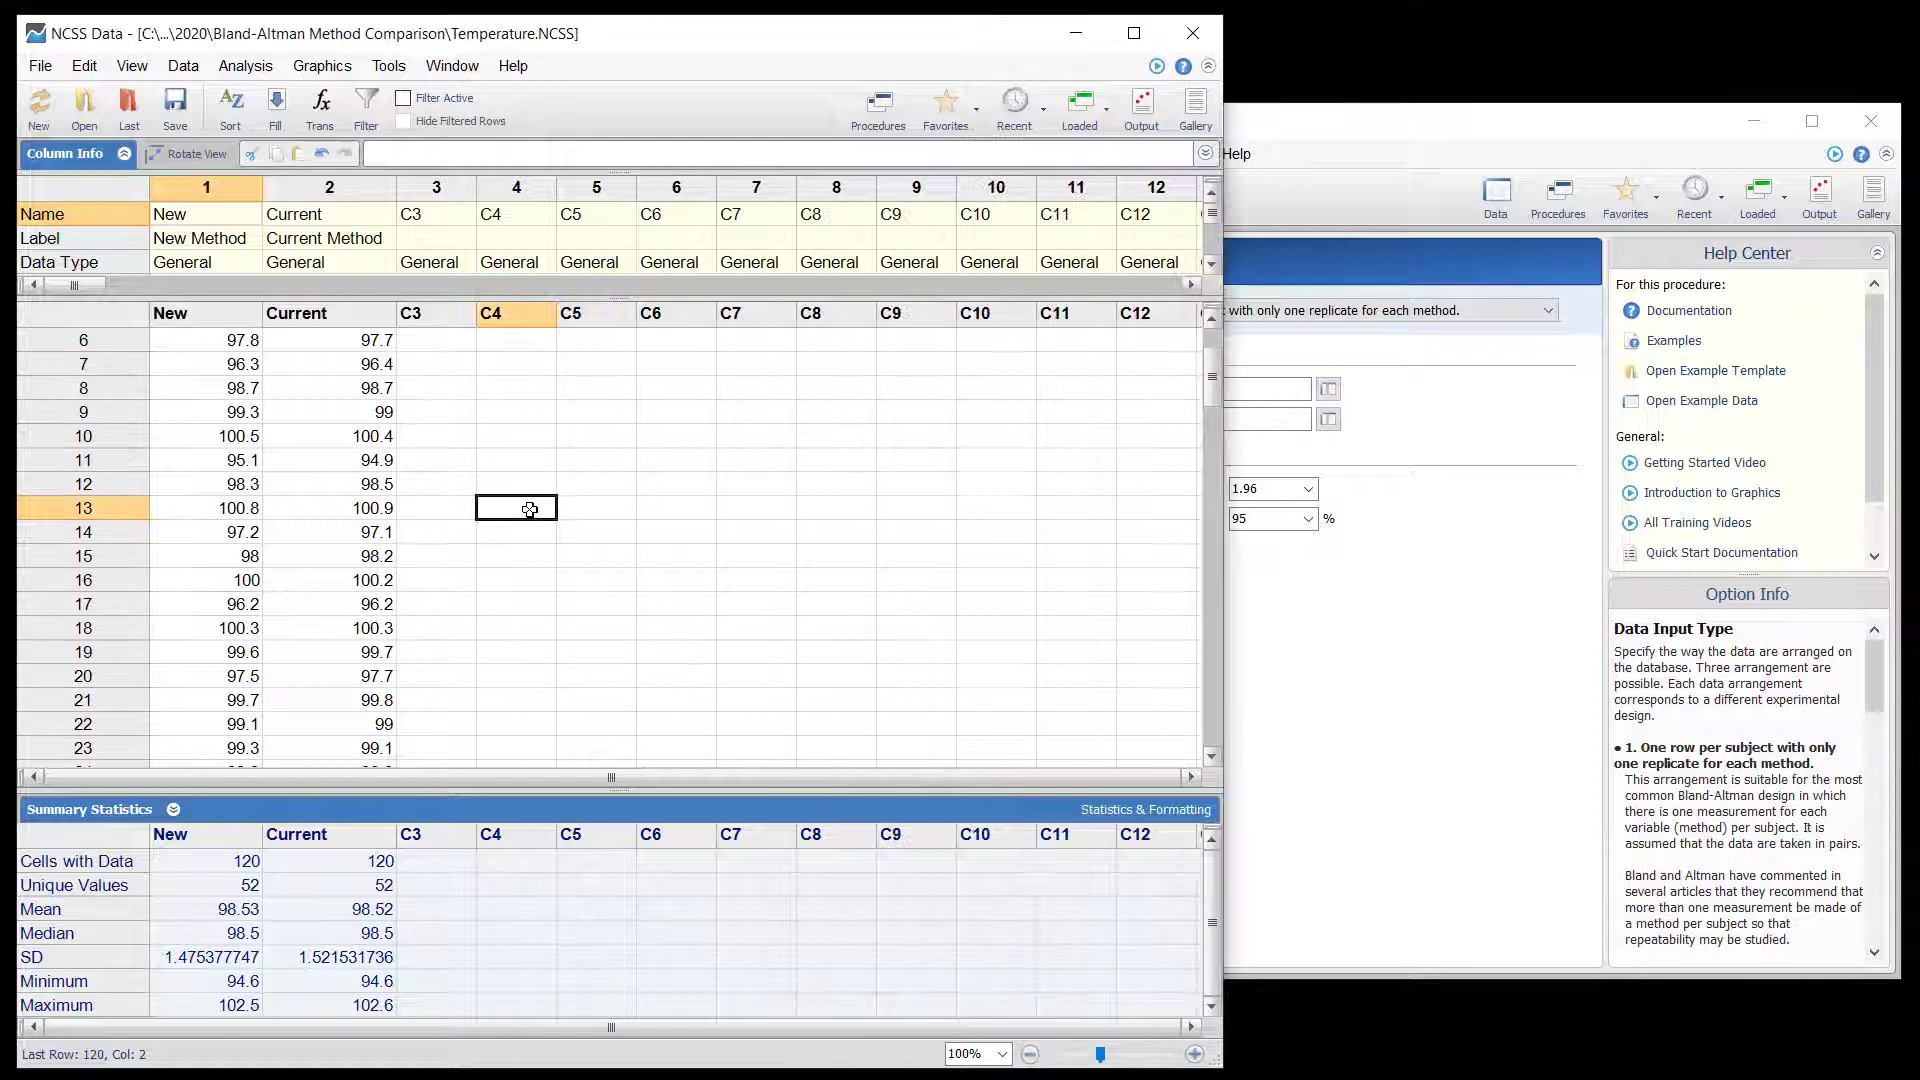 NCSS Data - [C:\...\2020\Bland-Altman Method Comparison\Temperature.NCSS]
File Edit View Data Analysis Graphics Tools Window Help
New Open Last Save Sort Fill Trans Filter
Filter Active
Hide Filtered Rows
Procedures Favorites Recent Loaded Output Gallery
Column Info Rotate View
1 2 3 4 5 6 7 8 9 10 11 12
Name New Current C3 C4 C5 C6 C7 C8 C9 C10 C11 C12
Label New Method Current Method
Data Type General General General General General General General General General General General General
New Current C3 C4 C5 C6 C7 C8 C9 C10 C11 C12
6 97.8 97.7
7 96.3 96.4
8 98.7 98.7
9 99.3 99
10 100.5 100.4
11 95.1 94.9
12 98.3 98.5
13 100.8 100.9
14 97.2 97.1
15 98 98.2
16 100 100.2
17 96.2 96.2
18 100.3 100.3
19 99.6 99.7
20 97.5 97.7
21 99.7 99.8
22 99.1 99
23 99.3 99.1
Summary Statistics Statistics & Formatting
New Current C3 C4 C5 C6 C7 C8 C9 C10 C11 C12
Cells with Data 120 120
Unique Values 52 52
Mean 98.53 98.52
Median 98.5 98.5
SD 1.475377747 1.521531736
Minimum 94.6 94.6
Maximum 102.5 102.6
Last Row: 120, Col: 2 100%
Help
Data Procedures Favorites Recent Loaded Output Gallery
with only one replicate for each method.
1.96
95 %
Help Center
For this procedure:
Documentation
Examples
Open Example Template
Open Example Data
General:
Getting Started Video
Introduction to Graphics
All Training Videos
Quick Start Documentation
Option Info
Data Input Type
Specify the way the data are arranged on
the database. Three arrangement are
possible. Each data arrangement
corresponds to a different experimental
design.
• 1. One row per subject with only
one replicate for each method.
This arrangement is suitable for the most
common Bland-Altman design in which
there is one measurement for each
variable (method) per subject. It is
assumed that the data are taken in pairs.
Bland and Altman have commented in
several articles that they recommend that
more than one measurement be made of
a method per subject so that
repeatability may be studied.